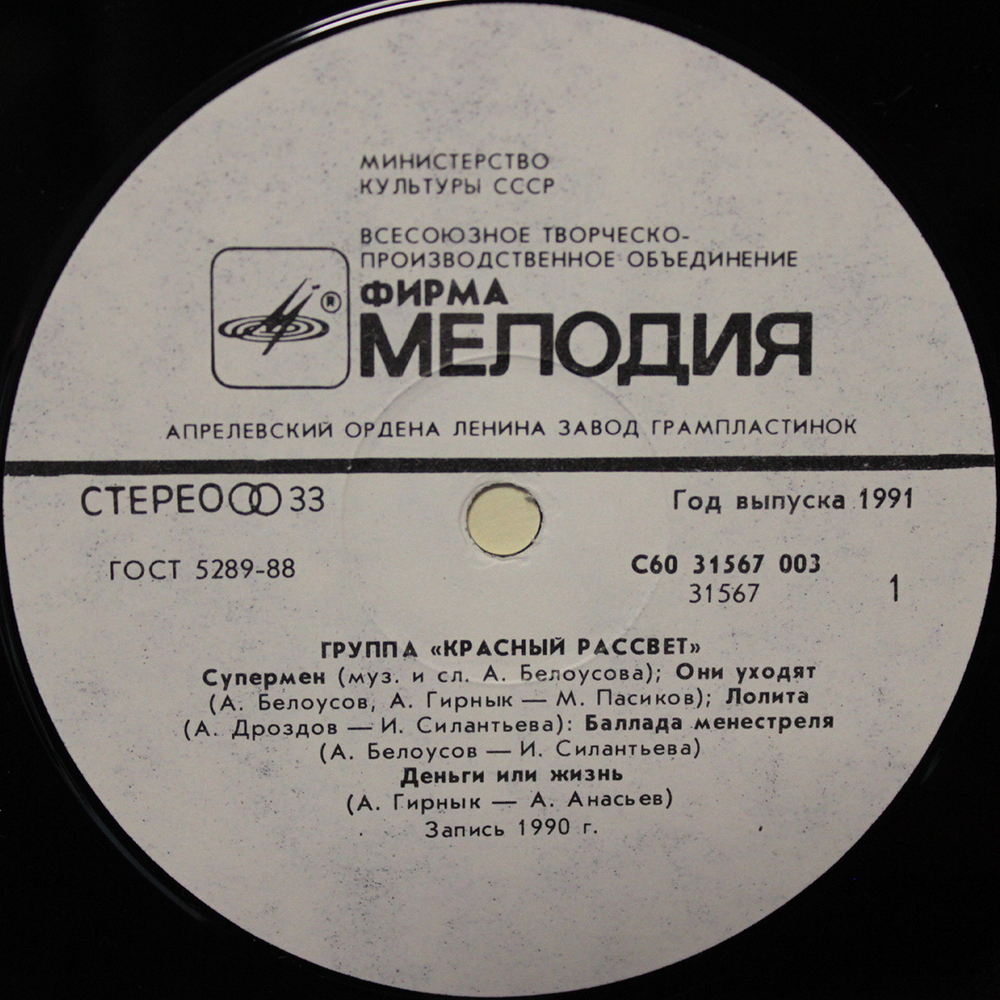 МИНИСТЕРСТВО
КУЛЬТУРЫ СССР
ВСЕСОЮЗНОЕ ТВОРЧЕСКО-
ПРОИЗВОДСТВЕННОЕ ОБЪЕДИНЕНИЕ
ФИРМА
®
МЕЛОДИЯ
АПРЕЛЕВСКИЙ ОРДЕНА ЛЕНИНА ЗАВОД ГРАМПЛАСТИНОК
СТЕРЕО 33
Год выпуска 1991
ГОСТ 5289-88
С60 31567 003
31567
1
ГРУППА «КРАСНЫЙ РАССВЕТ»
Супермен (муз. и сл. А. Белоусова); Они уходят
(А. Белоусов, А. Гирнык — М. Пасиков); Лолита
(А. Дроздов — И. Силантьева): Баллада менестреля
(А. Белоусов — И. Силантьева)
Деньги или жизнь
(А. Гирнык — А. Анасьев)
Запись 1990 г.